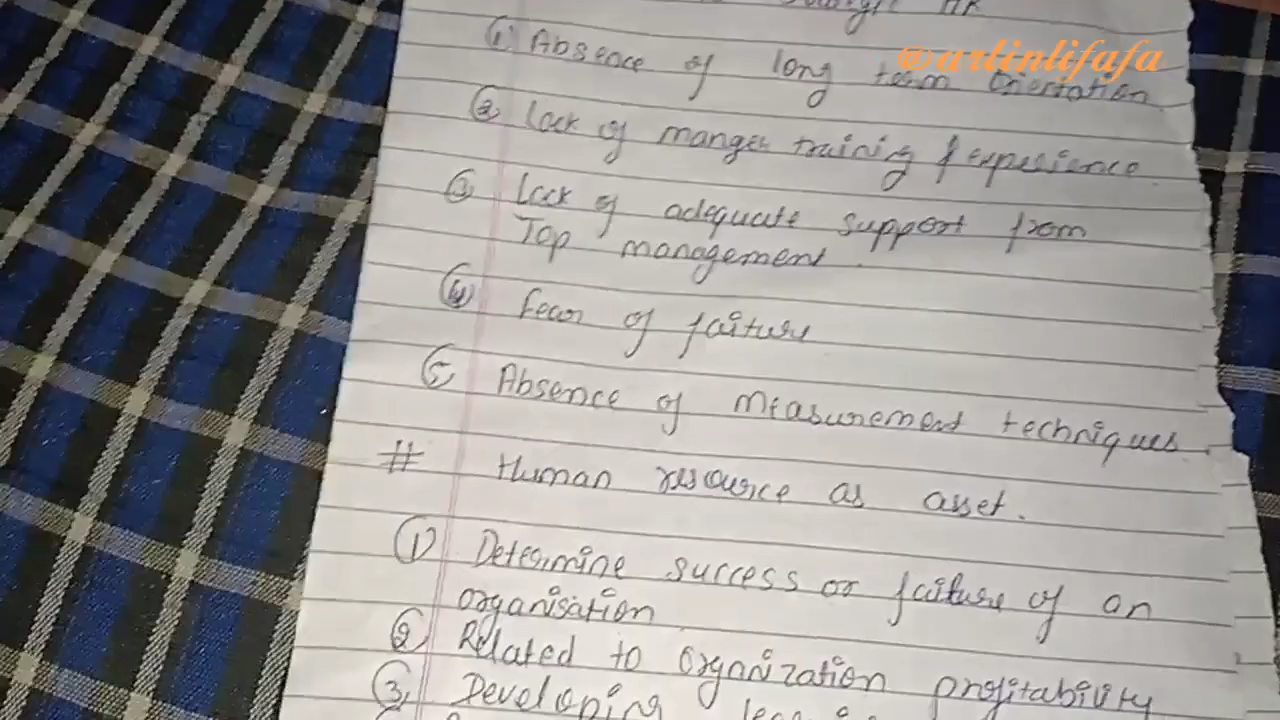 HR
① Absence of long term Orientation
@artinlifafa
② Lack of manger training & experience
③ Lack of adequate support from
Top management.
④ Fear of failure
⑤ Absence of measurement techniques.
# Human resource as asset.
① Determine success or failure of an
organisation
② Related to organization profitability
③ Developing